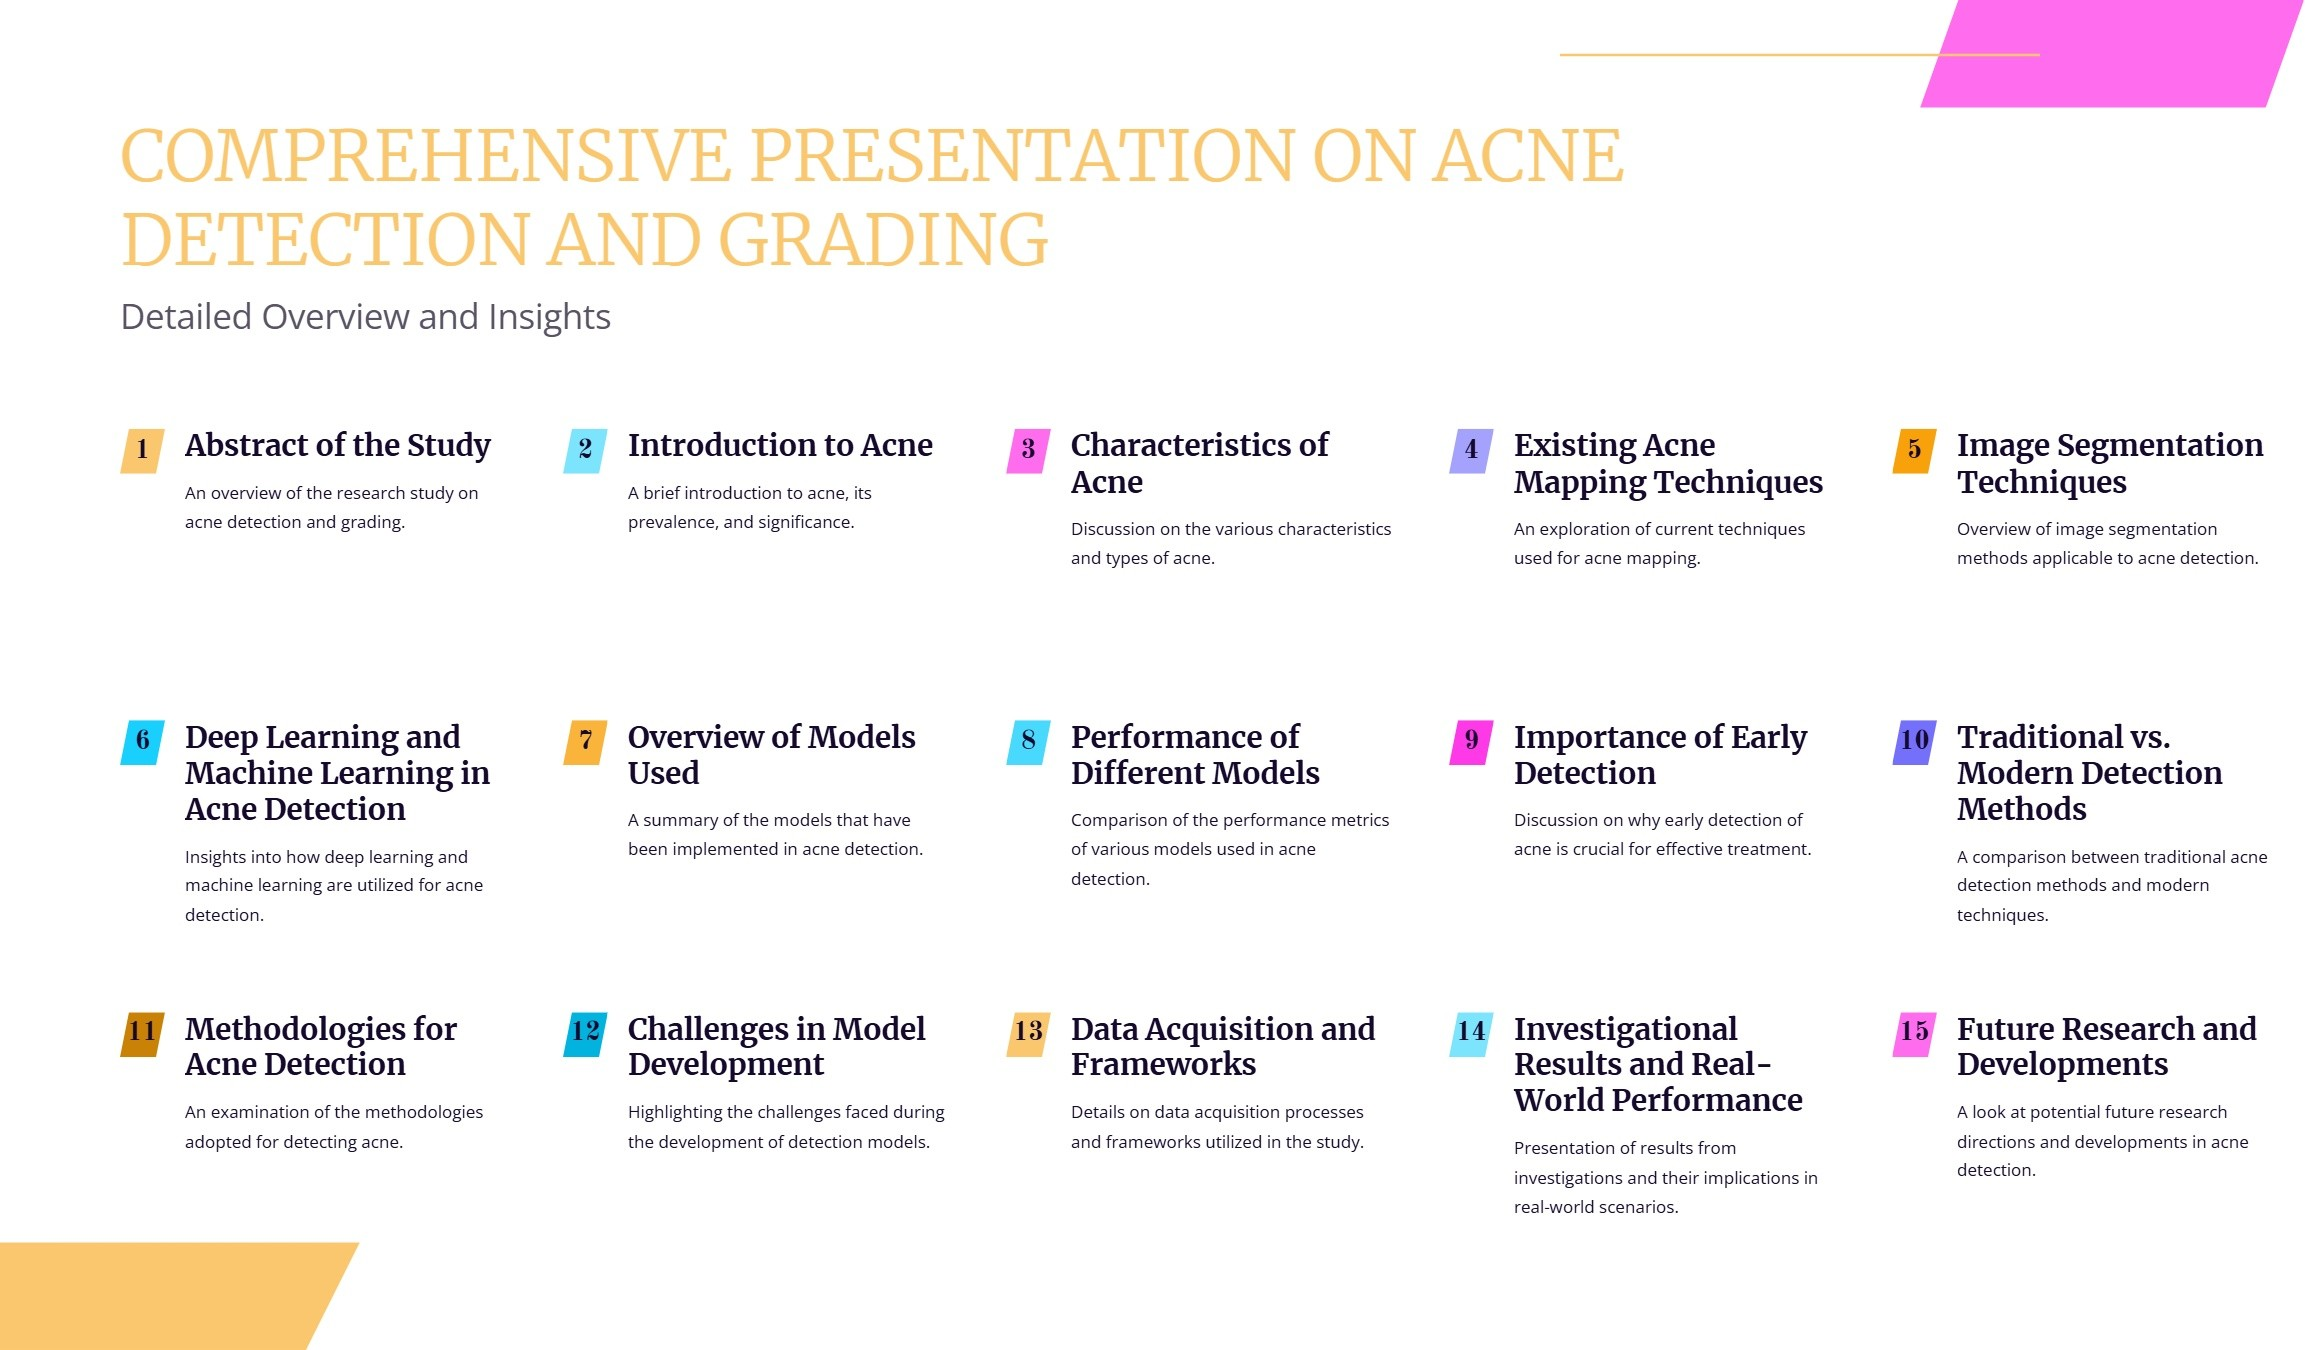 COMPREHENSIVE PRESENTATION ON ACNE
DETECTION AND GRADING
Detailed Overview and Insights
1
Abstract of the Study
An overview of the research study on
acne detection and grading.
2
Introduction to Acne
A brief introduction to acne, its
prevalence, and significance.
3
Characteristics of
Acne
Discussion on the various characteristics
and types of acne.
4
Existing Acne
Mapping Techniques
An exploration of current techniques
used for acne mapping.
5
Image Segmentation
Techniques
Overview of image segmentation
methods applicable to acne detection.
6
Deep Learning and
Machine Learning in
Acne Detection
Insights into how deep learning and
machine learning are utilized for acne
detection.
7
Overview of Models
Used
A summary of the models that have
been implemented in acne detection.
8
Performance of
Different Models
Comparison of the performance metrics
of various models used in acne
detection.
9
Importance of Early
Detection
Discussion on why early detection of
acne is crucial for effective treatment.
10
Traditional vs.
Modern Detection
Methods
A comparison between traditional acne
detection methods and modern
techniques.
11
Methodologies for
Acne Detection
An examination of the methodologies
adopted for detecting acne.
12
Challenges in Model
Development
Highlighting the challenges faced during
the development of detection models.
13
Data Acquisition and
Frameworks
Details on data acquisition processes
and frameworks utilized in the study.
14
Investigational
Results and Real-
World Performance
Presentation of results from
investigations and their implications in
real-world scenarios.
15
Future Research and
Developments
A look at potential future research
directions and developments in acne
detection.